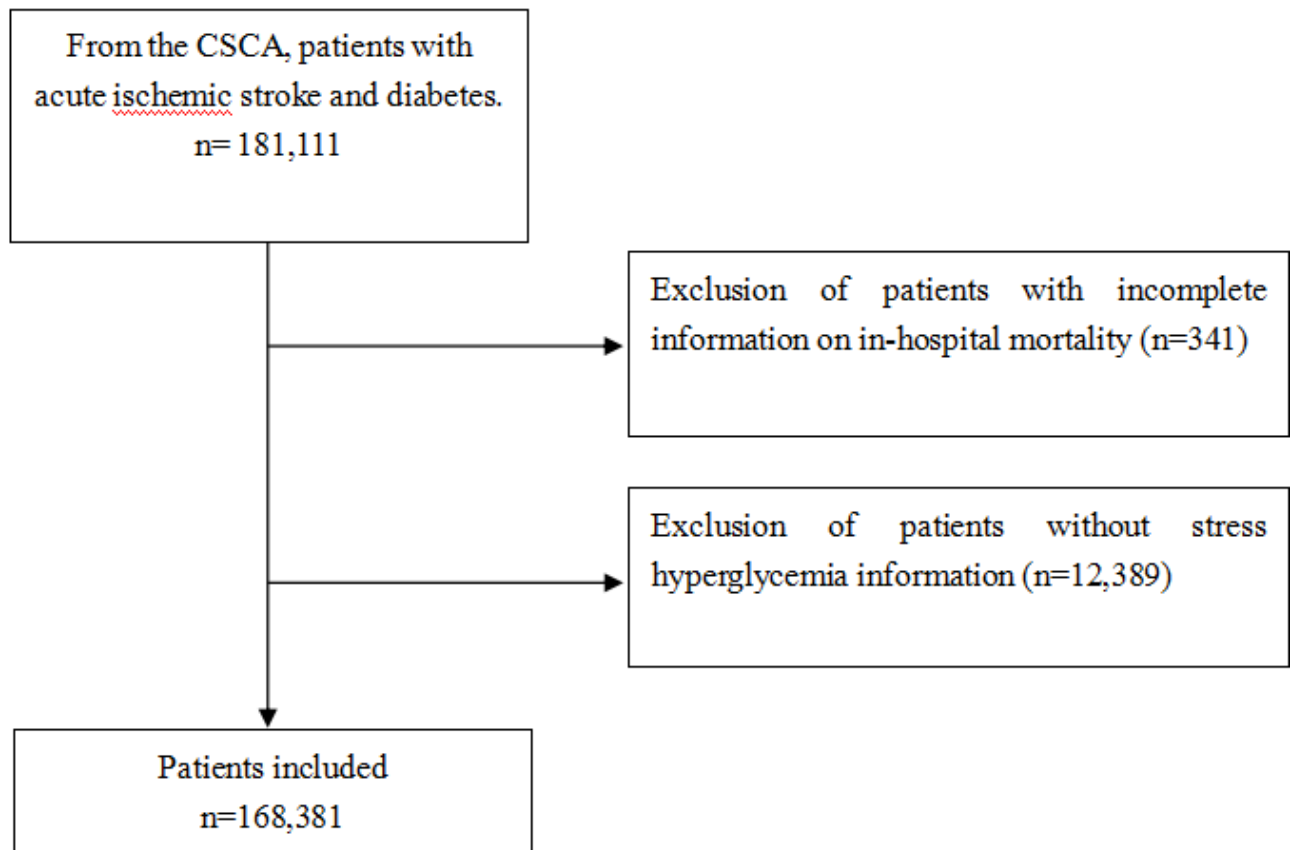 From the CSCA, patients with
acute ischemic stroke and diabetes.
n= 181,111
Exclusion of patients with incomplete
information on in-hospital mortality (n=341)
Exclusion of patients without stress
hyperglycemia information (n=12,389)
Patients included
n=168,381